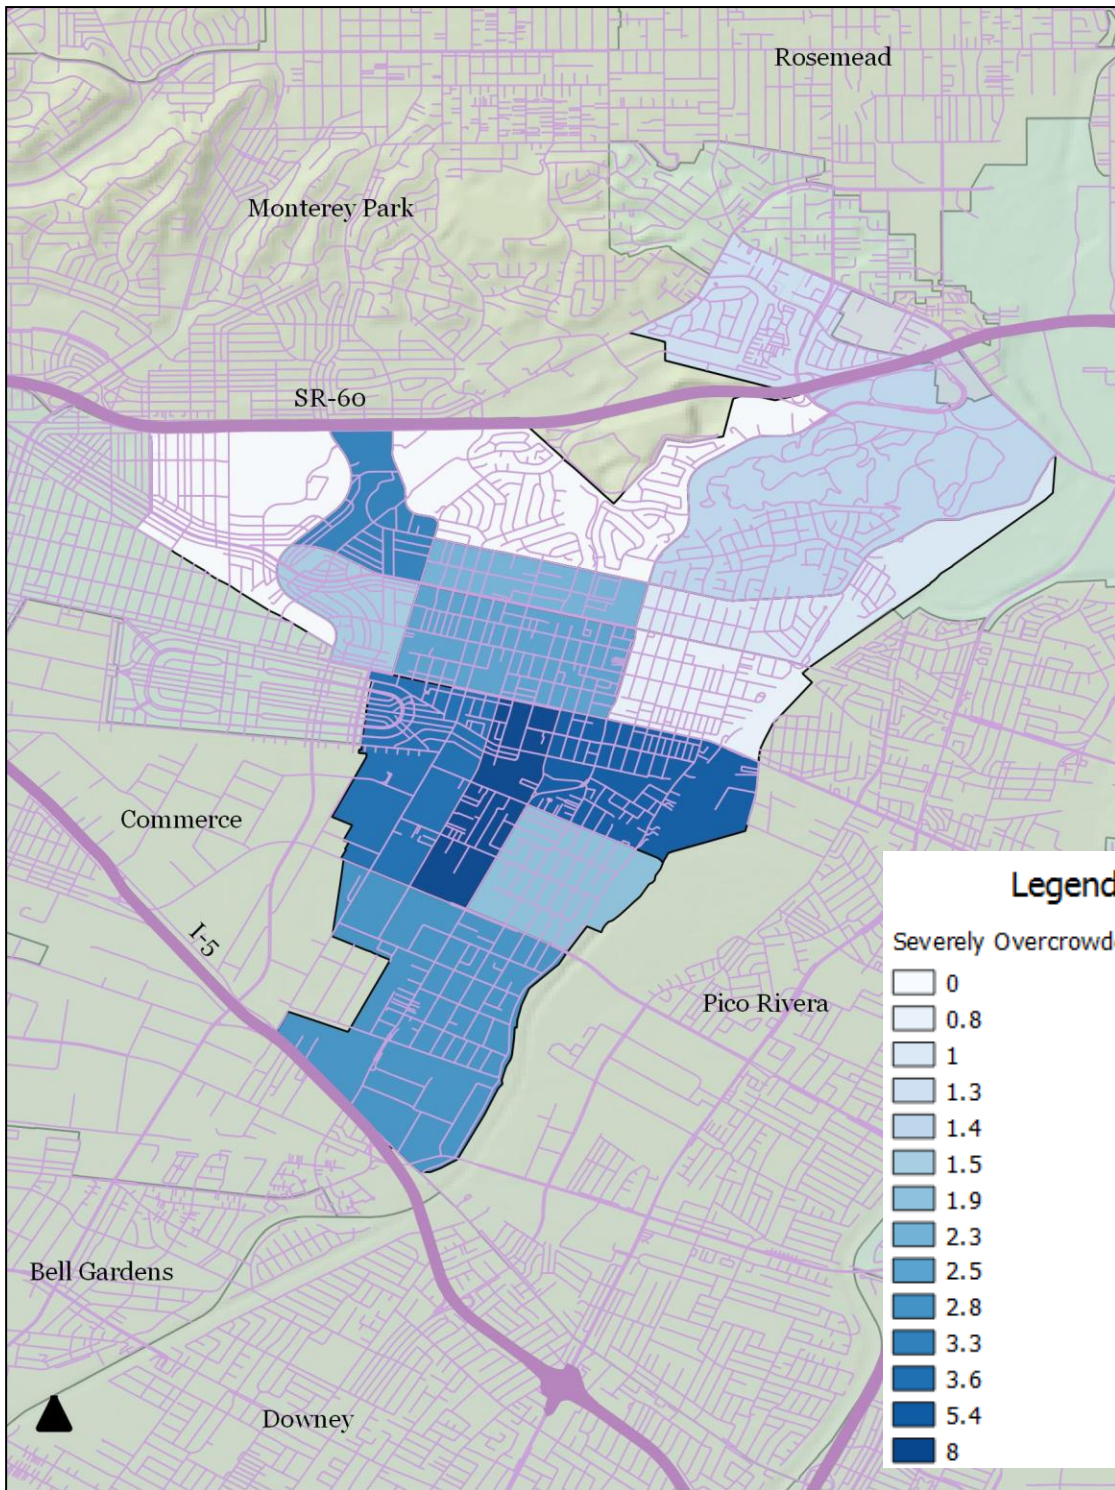 Rosemead
Monterey Park
SR-60
Commerce
I-5
Pico Rivera
Bell Gardens
Downey
Legend
Severely Overcrowde
0
0.8
1
1.3
1.4
1.5
1.9
2.3
2.5
2.8
3.3
3.6
5.4
8